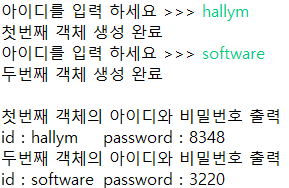 아이디를 입력 하세요 >>> hallym
첫번째 객체 생성 완료
아이디를 입력 하세요 >>> software
두번째 객체 생성 완료
첫번째 객체의 아이디와 비밀번호 출력
id : hallym password : 8348
두번째 객체의 아이디와 비밀번호 출력
id : software password : 3220